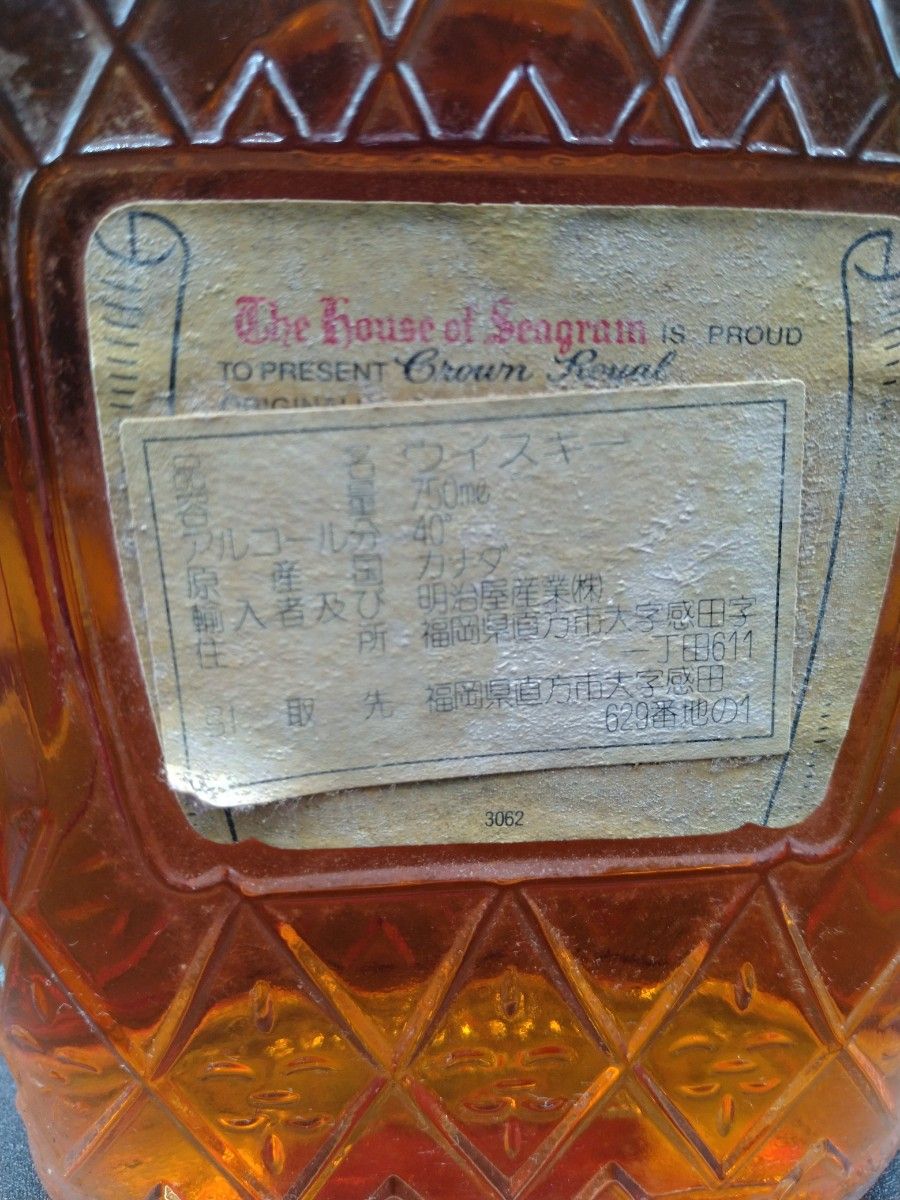 The House of Seagram IS PROUD
TO PRESENT Crown Royal
品 名 ウイスキー
容 量 750ml
アルコール分 40°
原産国 カナダ
輸入者及び 明治屋産業(株)
住 所 福岡県直方市大字感田字
一丁田611
引取先 福岡県直方市大字感田
629番地の1
3062